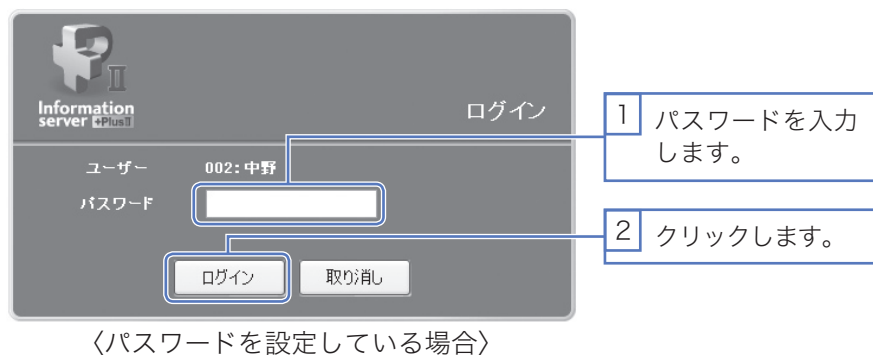 II
Information
server +PlusII
ログイン
ユーザー 002:中野
パスワード
ログイン 取り消し
1 パスワードを入力
します。
2 クリックします。
〈パスワードを設定している場合〉